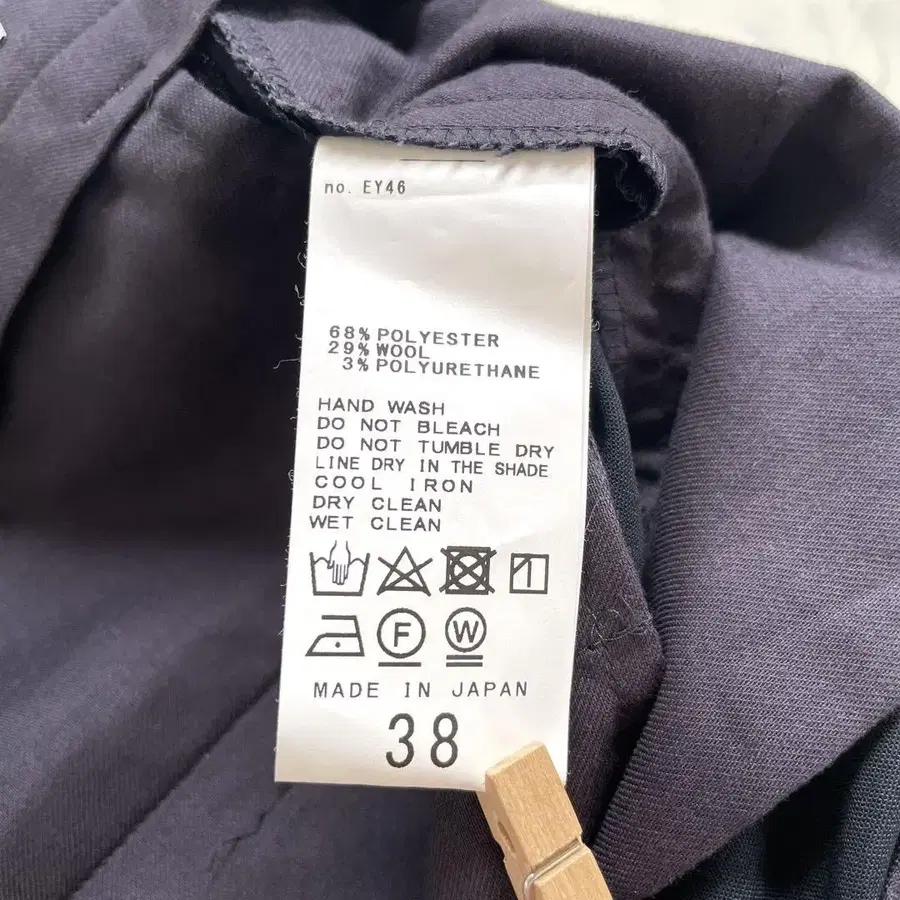 no. EY46
68% POLYESTER
29% WOOL
3% POLYURETHANE
HAND WASH
DO NOT BLEACH
DO NOT TUMBLE DRY
LINE DRY IN THE SHADE
COOL IRON
DRY CLEAN
WET CLEAN
F W
MADE IN JAPAN
38